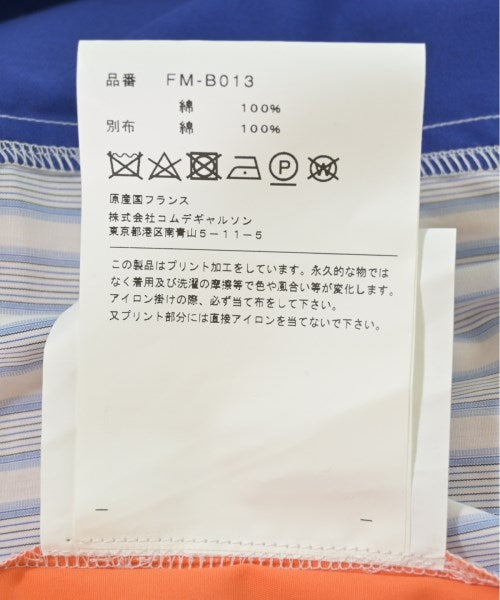 品番 FM-B013
綿 100%
別布 綿 100%
P W
原産国フランス
株式会社コムデギャルソン
東京都港区南青山5-11-5
この製品はプリント加工をしています。永久的な物では
なく着用及び洗濯の摩擦等で色や風合い等が変化します。
アイロン掛けの際、必ず当て布をして下さい。
又プリント部分には直接アイロンを当てないで下さい。